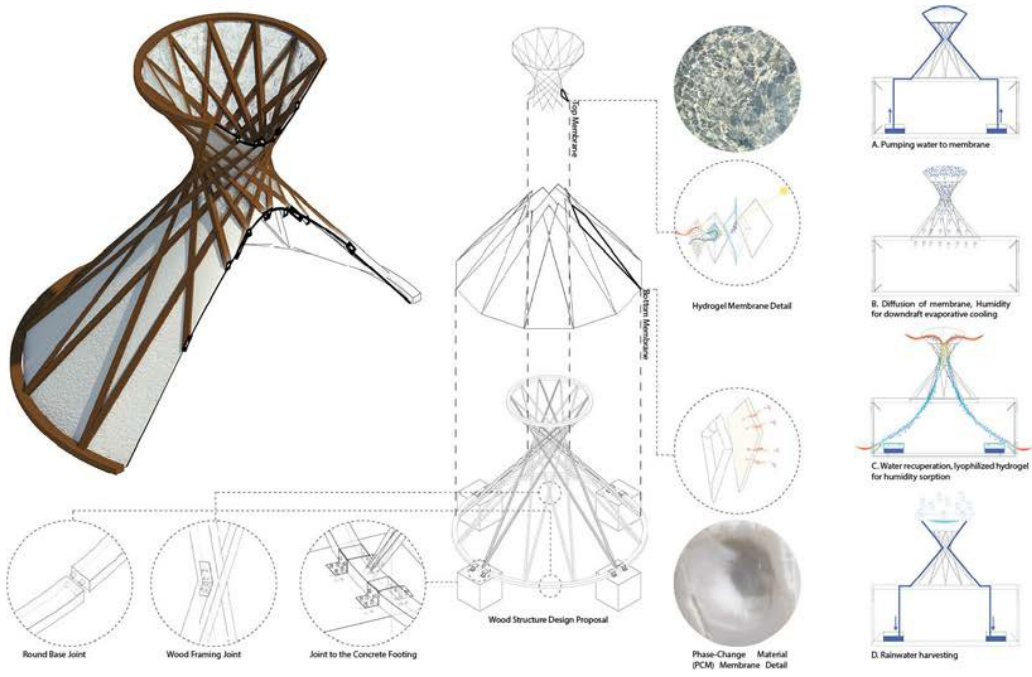 Top Membrane
A. Pumping water to membrane
Hydrogel Membrane Detail
Bottom Membrane
B. Diffusion of membrane, Humidity
for downdraft evaporative cooling
C. Water recuperation, lyophilized hydrogel
for humidity sorption
Round Base Joint
Wood Framing Joint
Joint to the Concrete Footing
Wood Structure Design Proposal
Phase-Change Material
(PCM) Membrane Detail
D. Rainwater harvesting